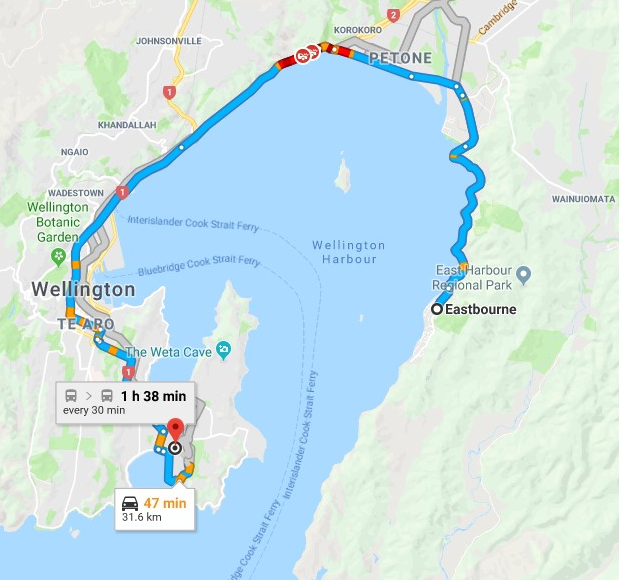 KOROKORO
2
Cambridge
JOHNSONVILLE
PETONE
1
KHANDALLAH
NGAIO
WADESTOWN
1
WAINUIOMATA
Wellington
Botanic
Garden
Interislander Cook Strait Ferry
Wellington
Harbour
Bluebridge Cook Strait Ferry
East Harbour
Regional Park
Wellington
Eastbourne
TE ARO
The Weta Cave
1
1 h 38 min
every 30 min
Interislander Cook Strait Ferry
47 min
31.6 km
dge Cook Strait Ferry